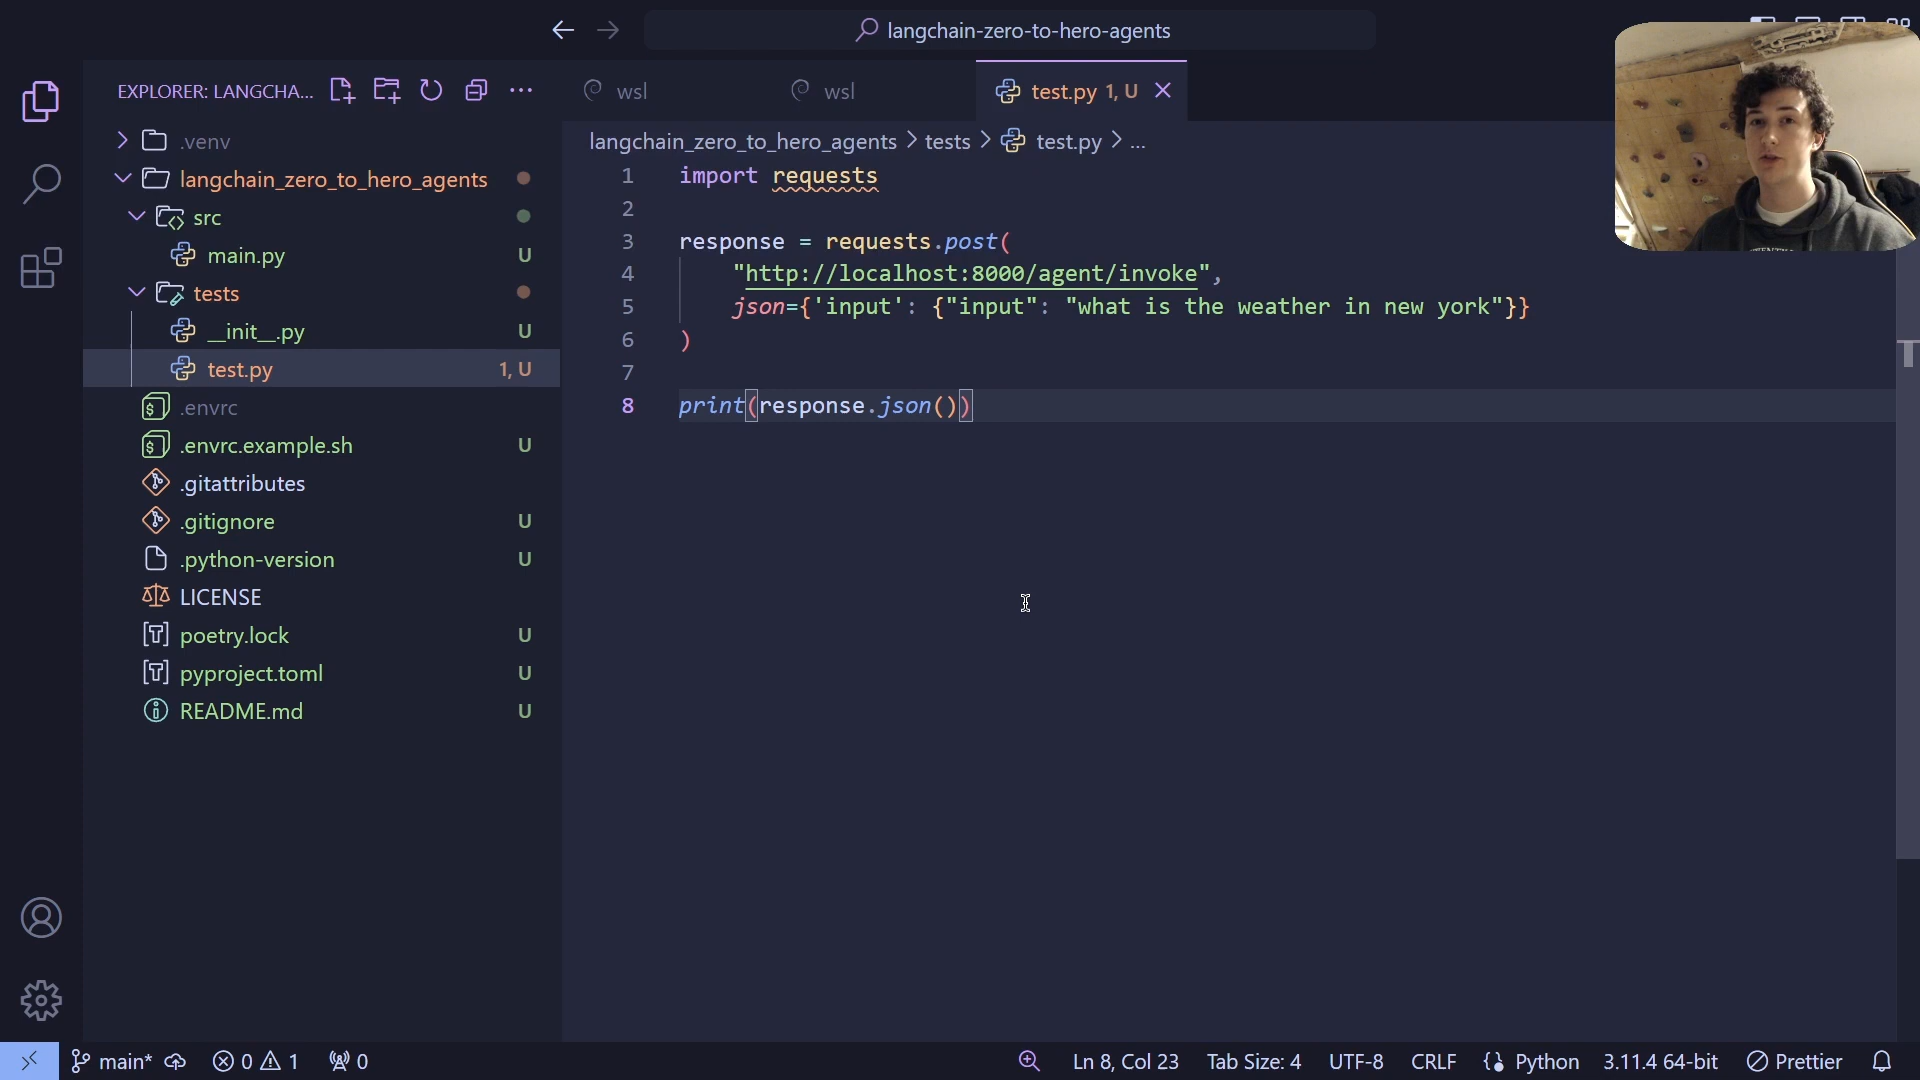 langchain-zero-to-hero-agents
EXPLORER: LANGCHA...
wsl
wsl
test.py 1, U
.venv
langchain_zero_to_hero_agents
src
main.py U
tests
__init__.py U
test.py 1, U
.envrc
.envrc.example.sh U
.gitattributes
.gitignore U
.python-version U
LICENSE
poetry.lock U
pyproject.toml U
README.md U
langchain_zero_to_hero_agents > tests > test.py > ...
1 import requests
2
3 response = requests.post(
4 "http://localhost:8000/agent/invoke",
5 json={'input': {"input": "what is the weather in new york"}}
6 )
7
8 print(response.json())
main* 0 1 0
Ln 8, Col 23 Tab Size: 4 UTF-8 CRLF Python 3.11.4 64-bit Prettier